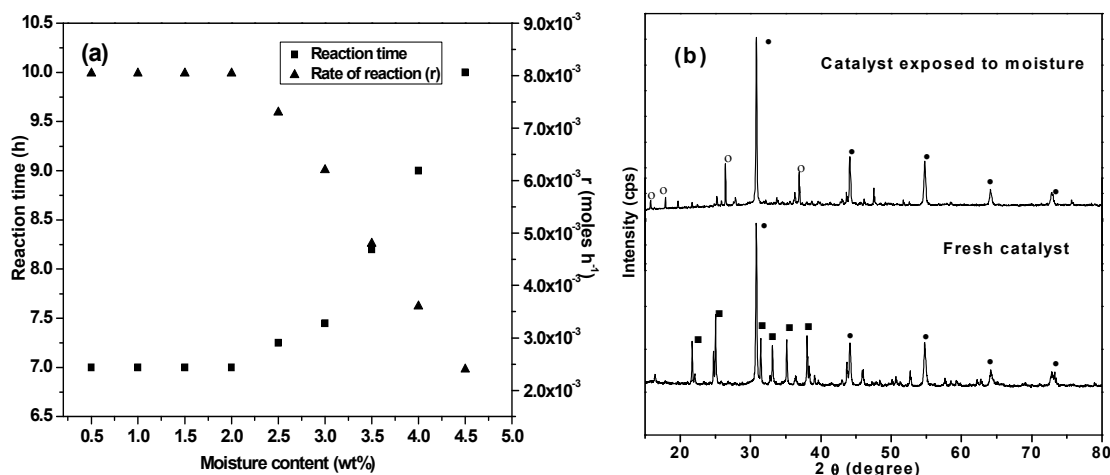 (a)
Reaction time
Rate of reaction (r)
10.5
10.0
9.5
9.0
8.5
8.0
7.5
7.0
6.5
Reaction time (h)
0.5 1.0 1.5 2.0 2.5 3.0 3.5 4.0 4.5 5.0
Moisture content (wt%)
9.0x10⁻³
8.0x10⁻³
7.0x10⁻³
6.0x10⁻³
5.0x10⁻³
4.0x10⁻³
3.0x10⁻³
2.0x10⁻³
r (moles h⁻¹)
(b)
Catalyst exposed to moisture
Fresh catalyst
Intensity (cps)
20 30 40 50 60 70 80
2 θ (degree)